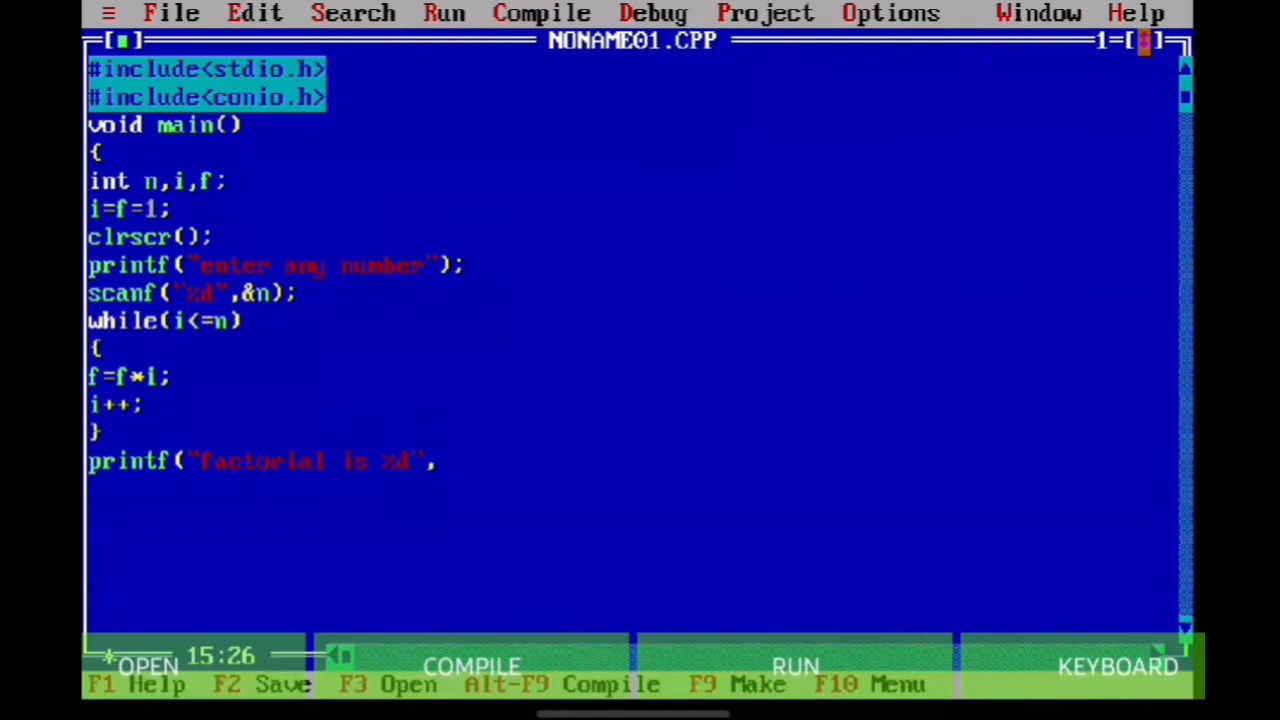 ≡ File Edit Search Run Compile Debug Project Options Window Help
[■] NONAME01.CPP 1=[↕]
#include<stdio.h>
#include<conio.h>
void main()
{
int n,i,f;
i=f=1;
clrscr();
printf("enter any number");
scanf("%d",&n);
while(i<=n)
{
f=f*i;
i++;
}
printf("factorial is %d",
15:26
OPEN COMPILE RUN KEYBOARD
F1 Help F2 Save F3 Open Alt-F9 Compile F9 Make F10 Menu